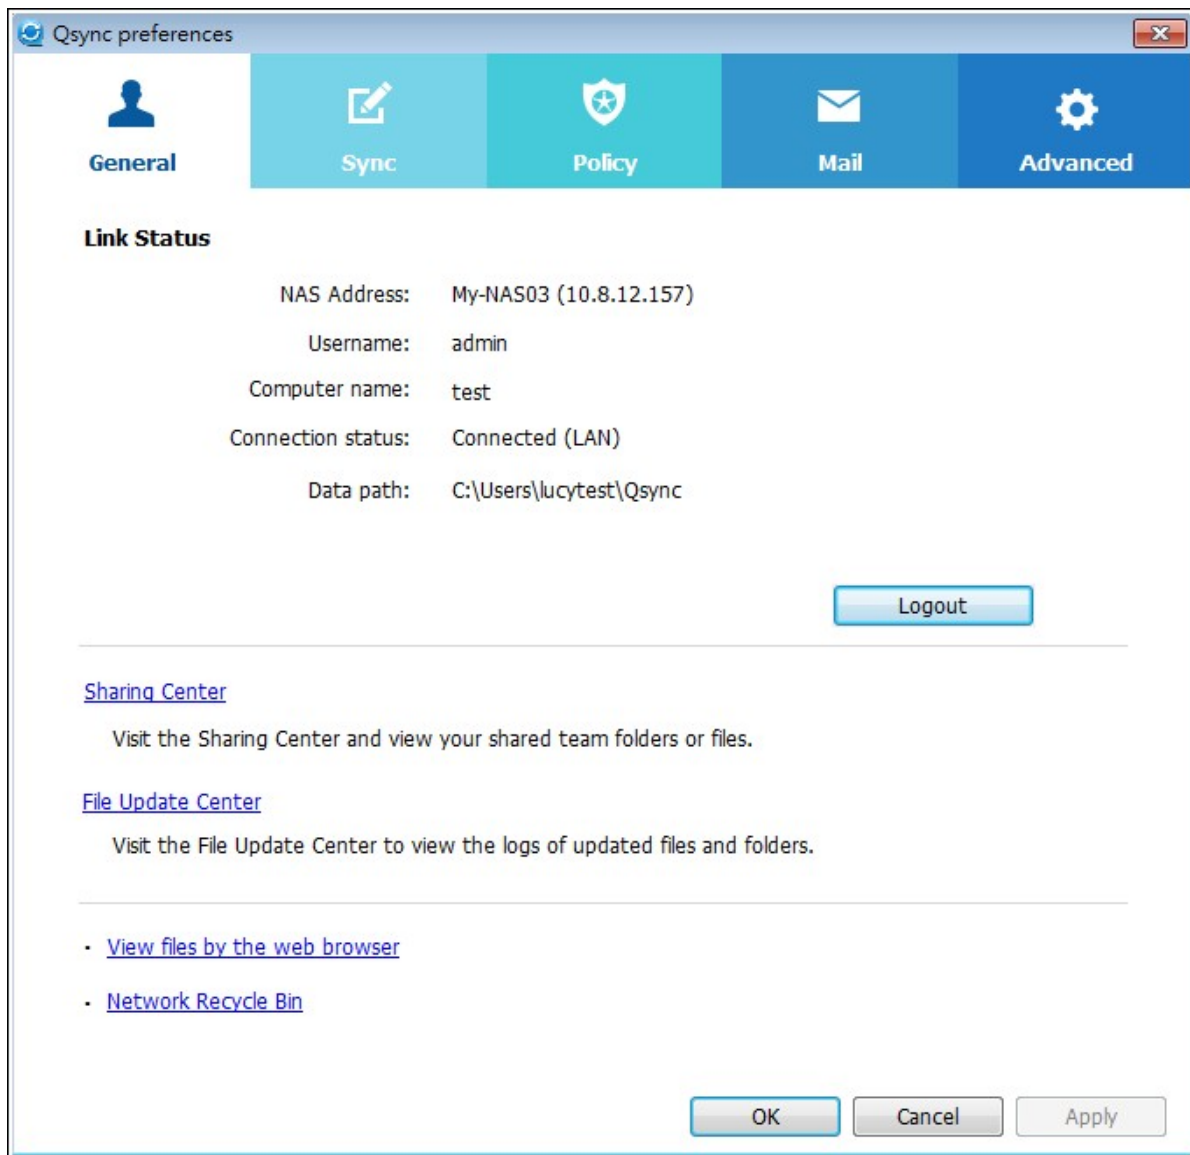 Qsync preferences
General Sync Policy Mail Advanced
Link Status
NAS Address: My-NAS03 (10.8.12.157)
Username: admin
Computer name: test
Connection status: Connected (LAN)
Data path: C:\Users\lucytest\Qsync
Logout
Sharing Center
Visit the Sharing Center and view your shared team folders or files.
File Update Center
Visit the File Update Center to view the logs of updated files and folders.
· View files by the web browser
· Network Recycle Bin
OK Cancel Apply